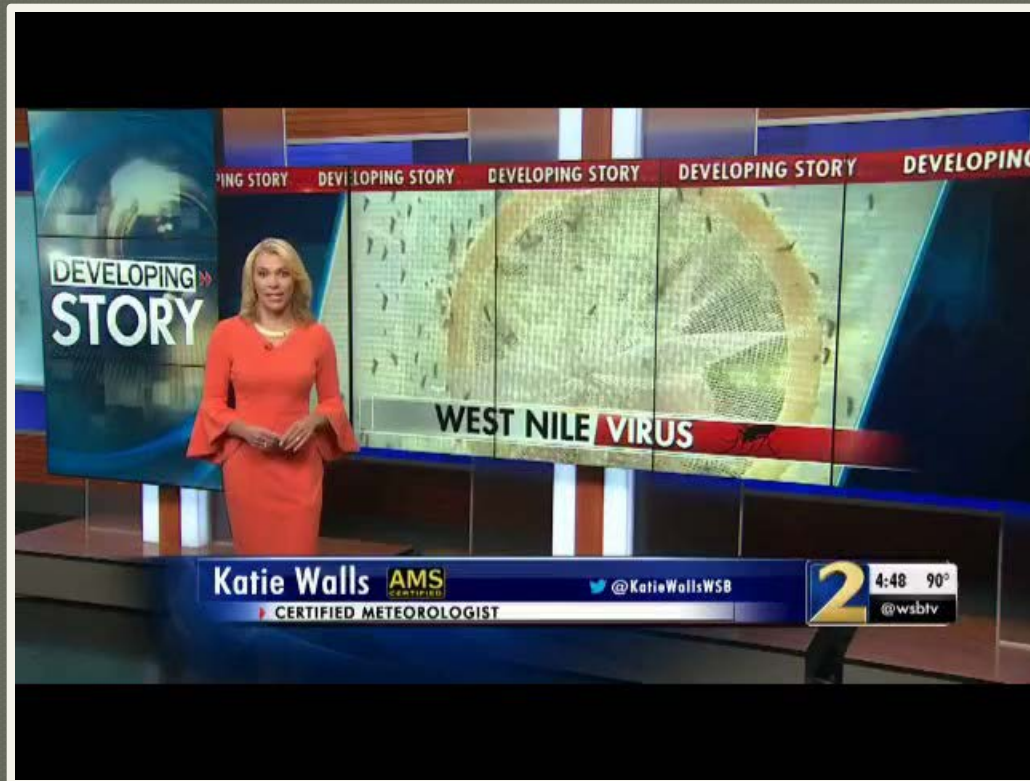 PING STORY DEVELOPING STORY DEVELOPING STORY DEVELOPING STORY DEVELOPING
DEVELOPING
STORY
WEST NILE VIRUS
Katie Walls AMS CERTIFIED @KatieWallsWSB
CERTIFIED METEOROLOGIST
2 4:48 90°
@wsbtv